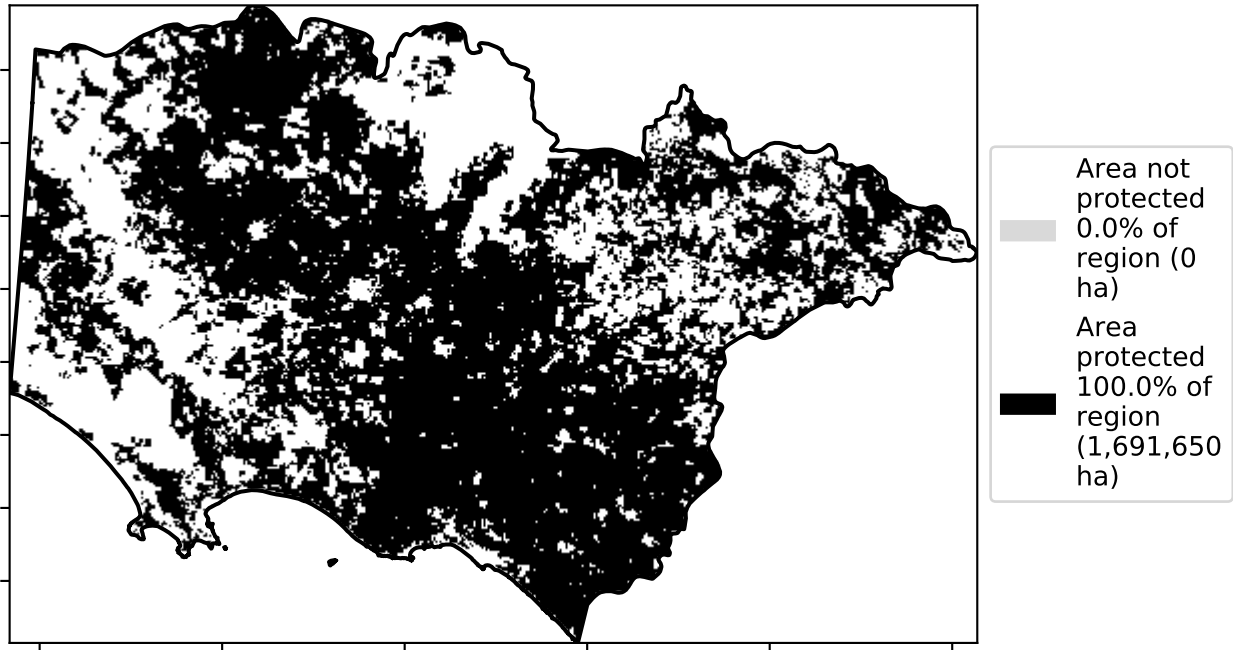 Area not
protected
0.0% of
region (0
ha)
Area
protected
100.0% of
region
(1,691,650
ha)